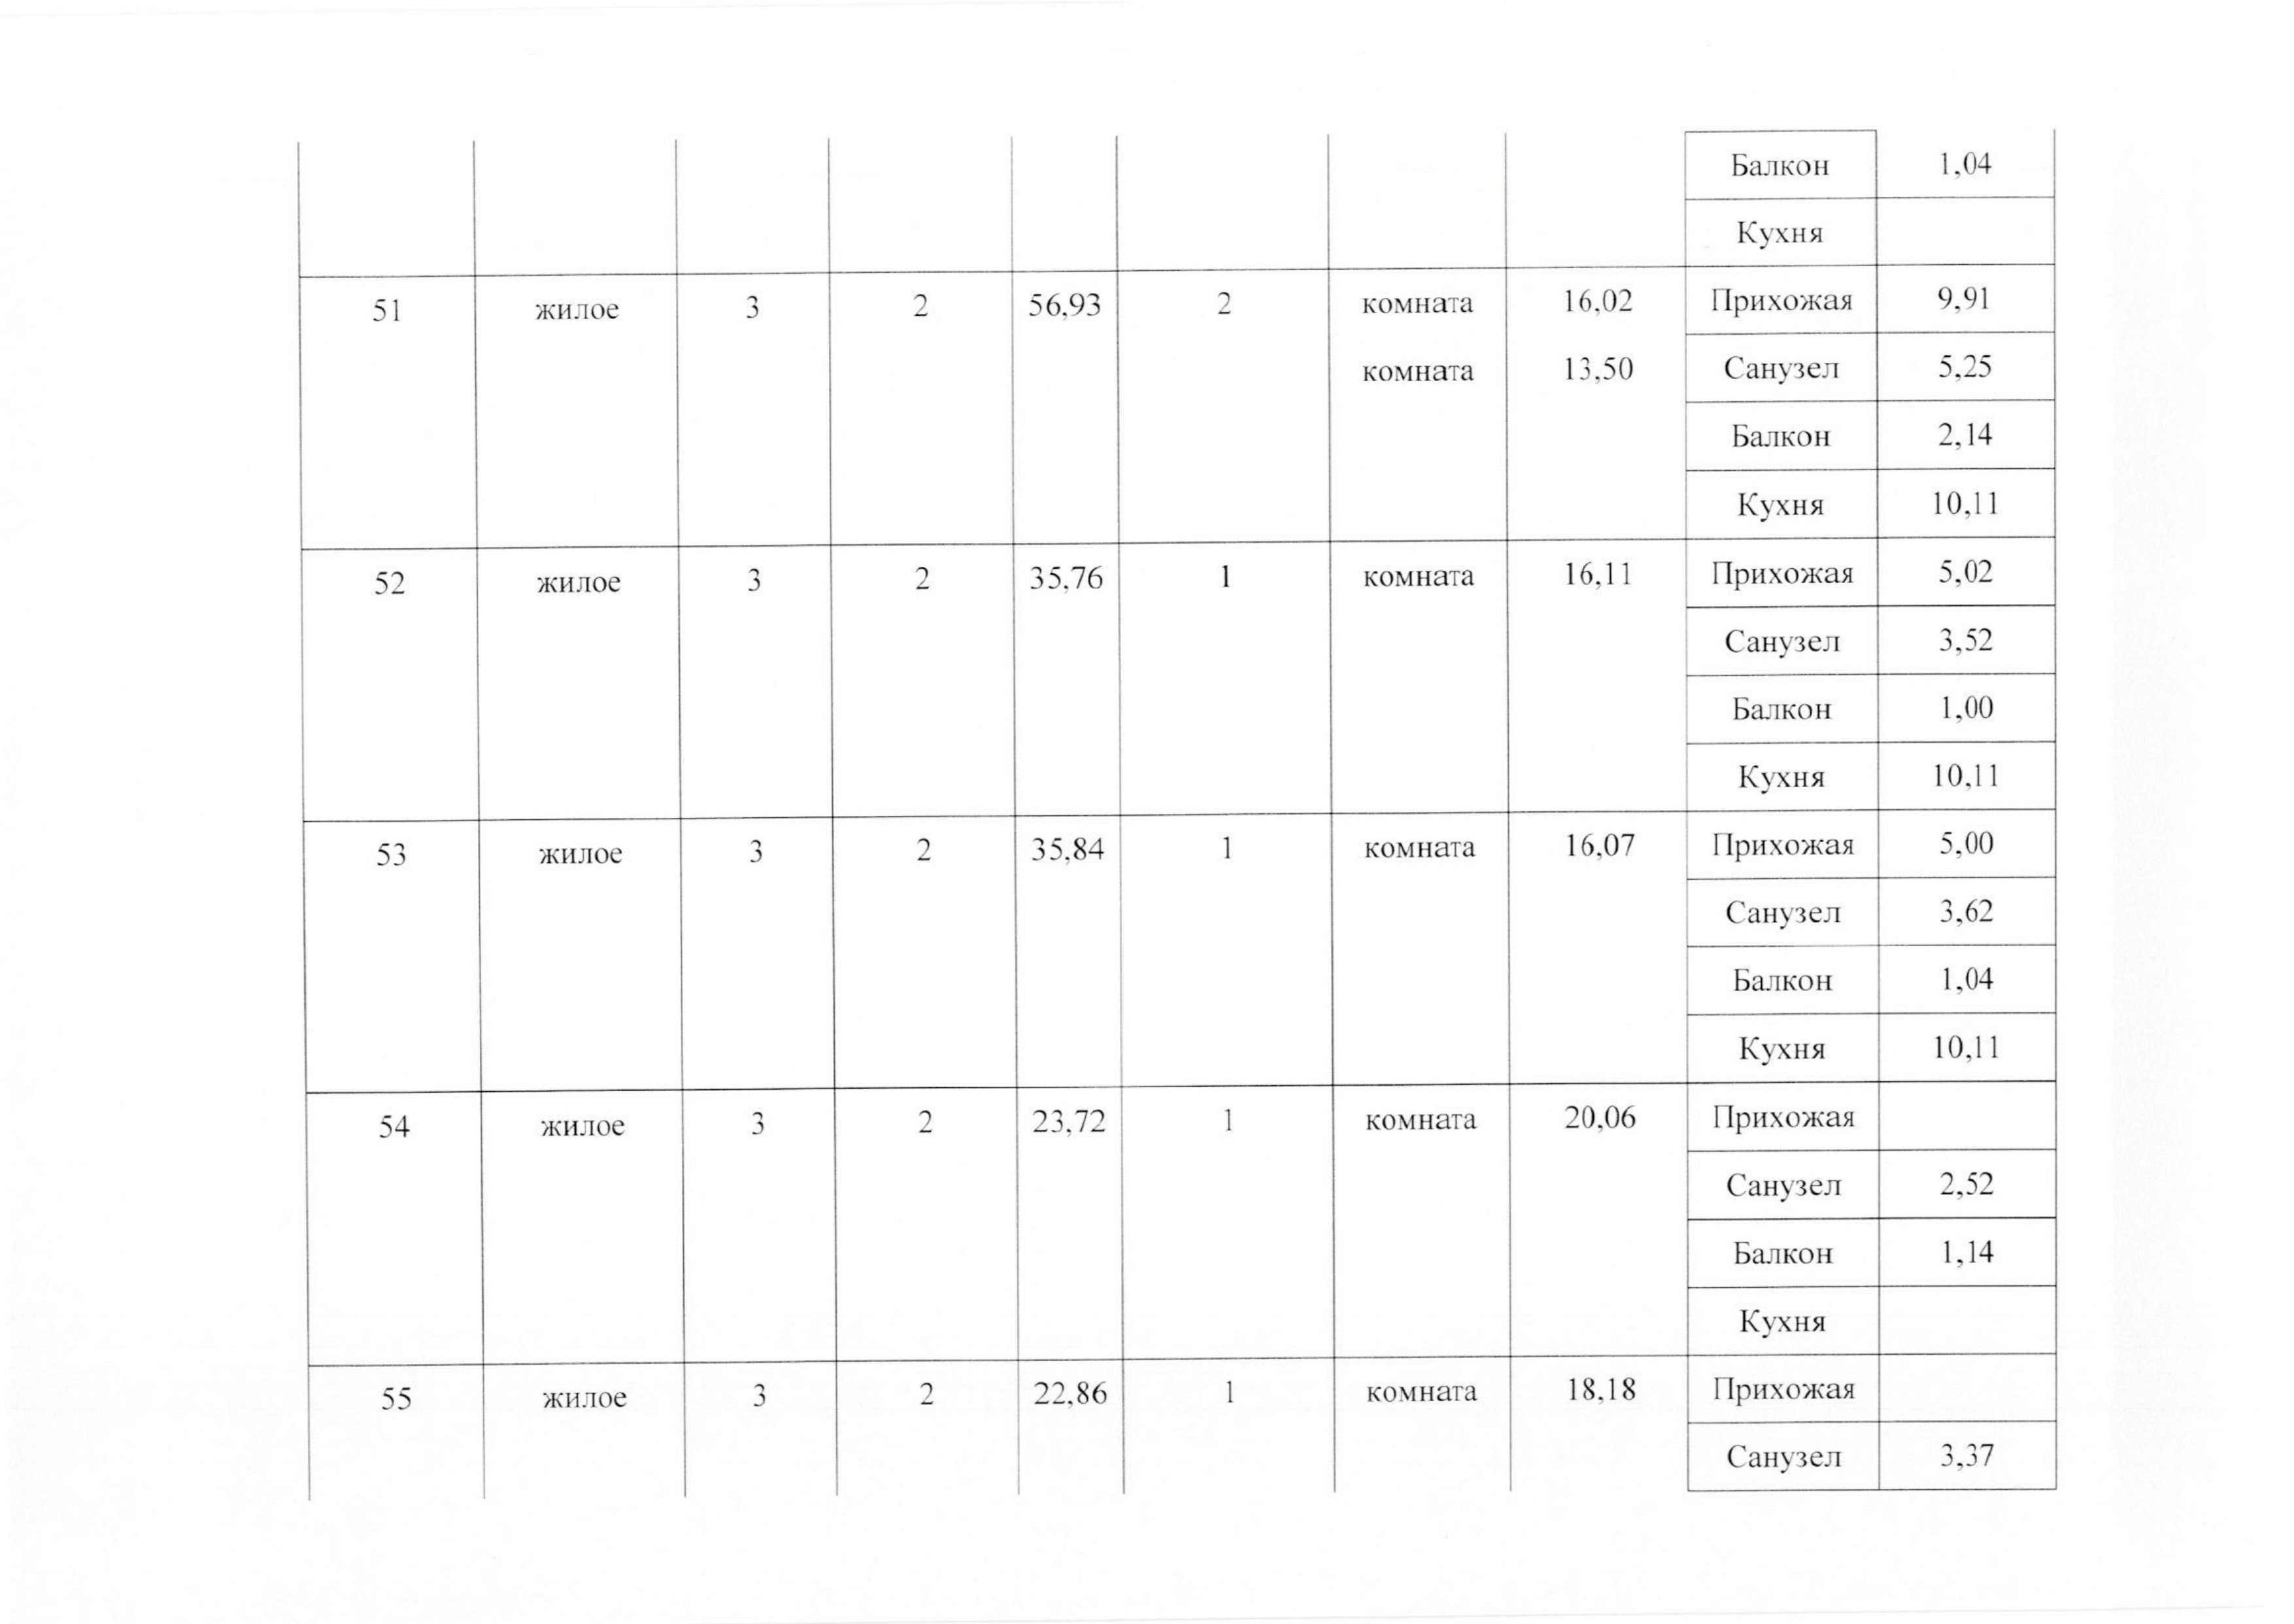 Балкон 1,04
Кухня
51 жилое 3 2 56,93 2 комната 16,02 Прихожая 9,91
комната 13,50 Санузел 5,25
Балкон 2,14
Кухня 10,11
52 жилое 3 2 35,76 1 комната 16,11 Прихожая 5,02
Санузел 3,52
Балкон 1,00
Кухня 10,11
53 жилое 3 2 35,84 1 комната 16,07 Прихожая 5,00
Санузел 3,62
Балкон 1,04
Кухня 10,11
54 жилое 3 2 23,72 1 комната 20,06 Прихожая
Санузел 2,52
Балкон 1,14
Кухня
55 жилое 3 2 22,86 1 комната 18,18 Прихожая
Санузел 3,37